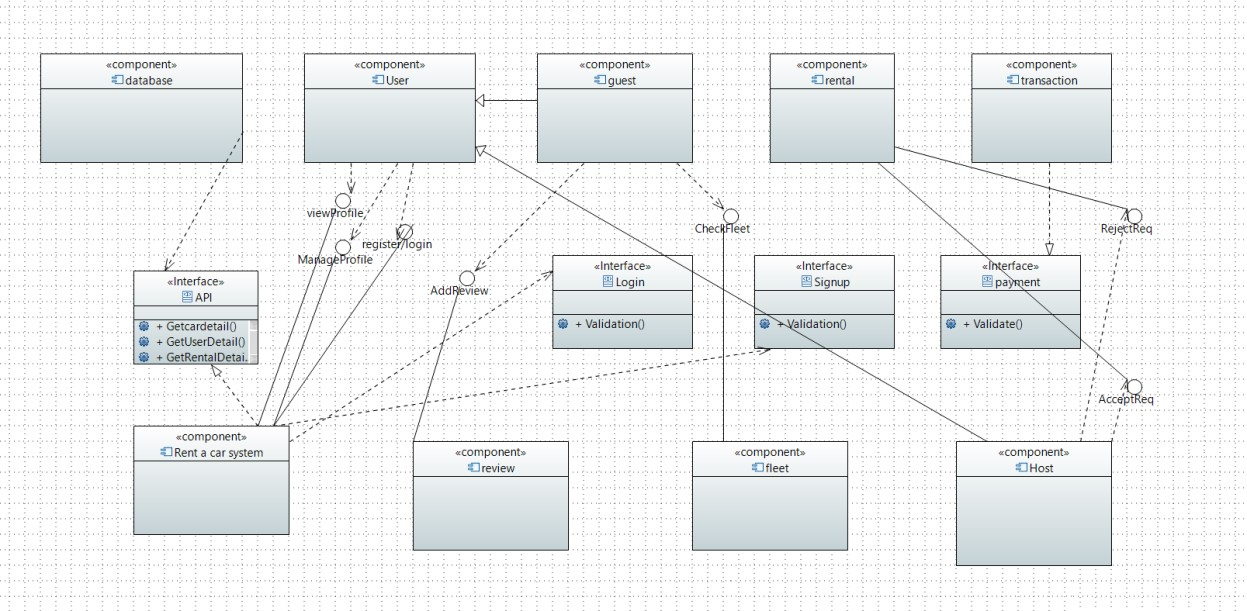 «component»
database
«component»
User
«component»
guest
«component»
rental
«component»
transaction
viewProfile
CheckFleet
RejectReq
register/login
ManageProfile
«Interface»
API
+ Getcardetail()
+ GetUserDetail()
+ GetRentalDetai.
AddReview
«Interface»
Login
+ Validation()
«Interface»
Signup
+ Validation()
«Interface»
payment
+ Validate()
AcceptReq
«component»
Rent a car system
«component»
review
«component»
fleet
«component»
Host